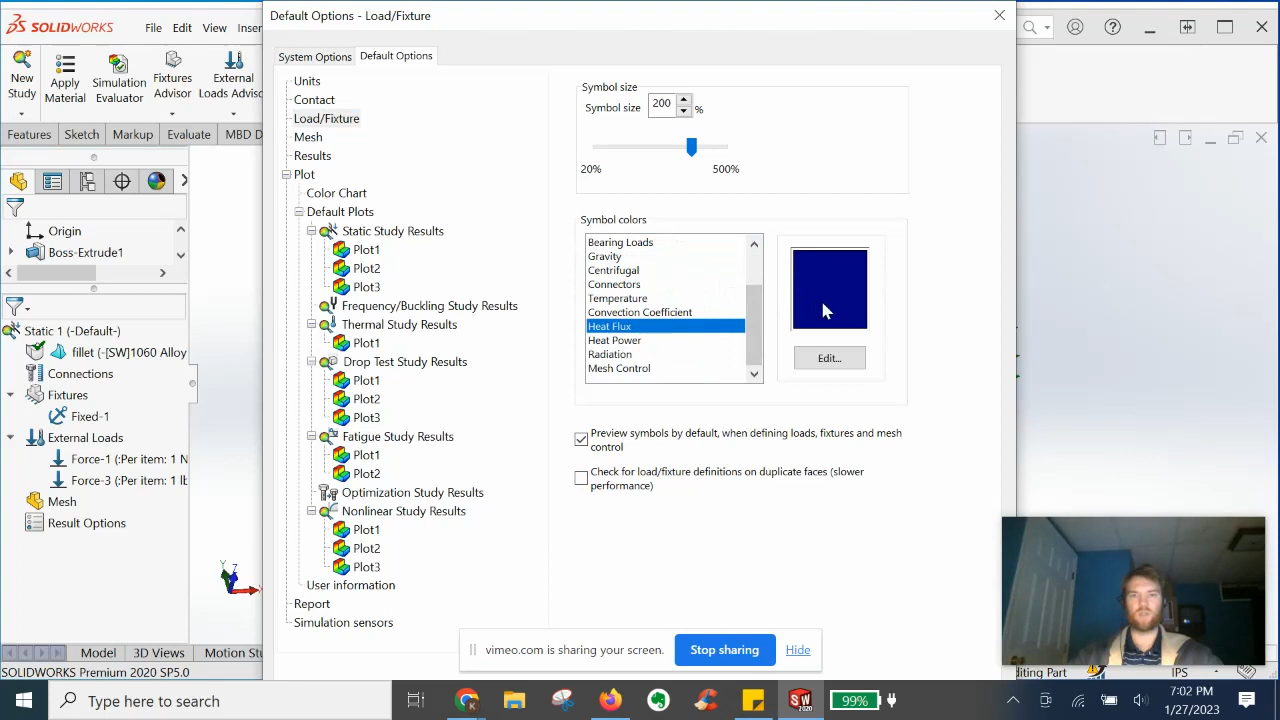 SOLIDWORKS
File
Edit
View
Inser
Default Options - Load/Fixture
New
Study
Apply
Material
Simulation
Evaluator
Fixtures
Advisor
External
Loads Advisc
Features
Sketch
Markup
Evaluate
MBD D
Origin
Boss-Extrude1
Static 1 (-Default-)
fillet (-[SW]1060 Alloy
Connections
Fixtures
Fixed-1
External Loads
Force-1 (:Per item: 1 N
Force-3 (:Per item: 1 lb
Mesh
Result Options
Y
Z
X
Model
3D Views
Motion Stu
SOLIDWORKS Premium 2020 SP5.0
System Options
Default Options
Units
Contact
Load/Fixture
Mesh
Results
Plot
Color Chart
Default Plots
Static Study Results
Plot1
Plot2
Plot3
Frequency/Buckling Study Results
Thermal Study Results
Plot1
Drop Test Study Results
Plot1
Plot2
Plot3
Fatigue Study Results
Plot1
Plot2
Optimization Study Results
Nonlinear Study Results
Plot1
Plot2
Plot3
User information
Report
Simulation sensors
Symbol size
Symbol size
200
%
20%
500%
Symbol colors
Bearing Loads
Gravity
Centrifugal
Connectors
Temperature
Convection Coefficient
Heat Flux
Heat Power
Radiation
Mesh Control
Edit...
Preview symbols by default, when defining loads, fixtures and mesh
control
Check for load/fixture definitions on duplicate faces (slower
performance)
vimeo.com is sharing your screen.
Stop sharing
Hide
diting Part
IPS
Type here to search
K
SW
2020
99%
7:02 PM
1/27/2023